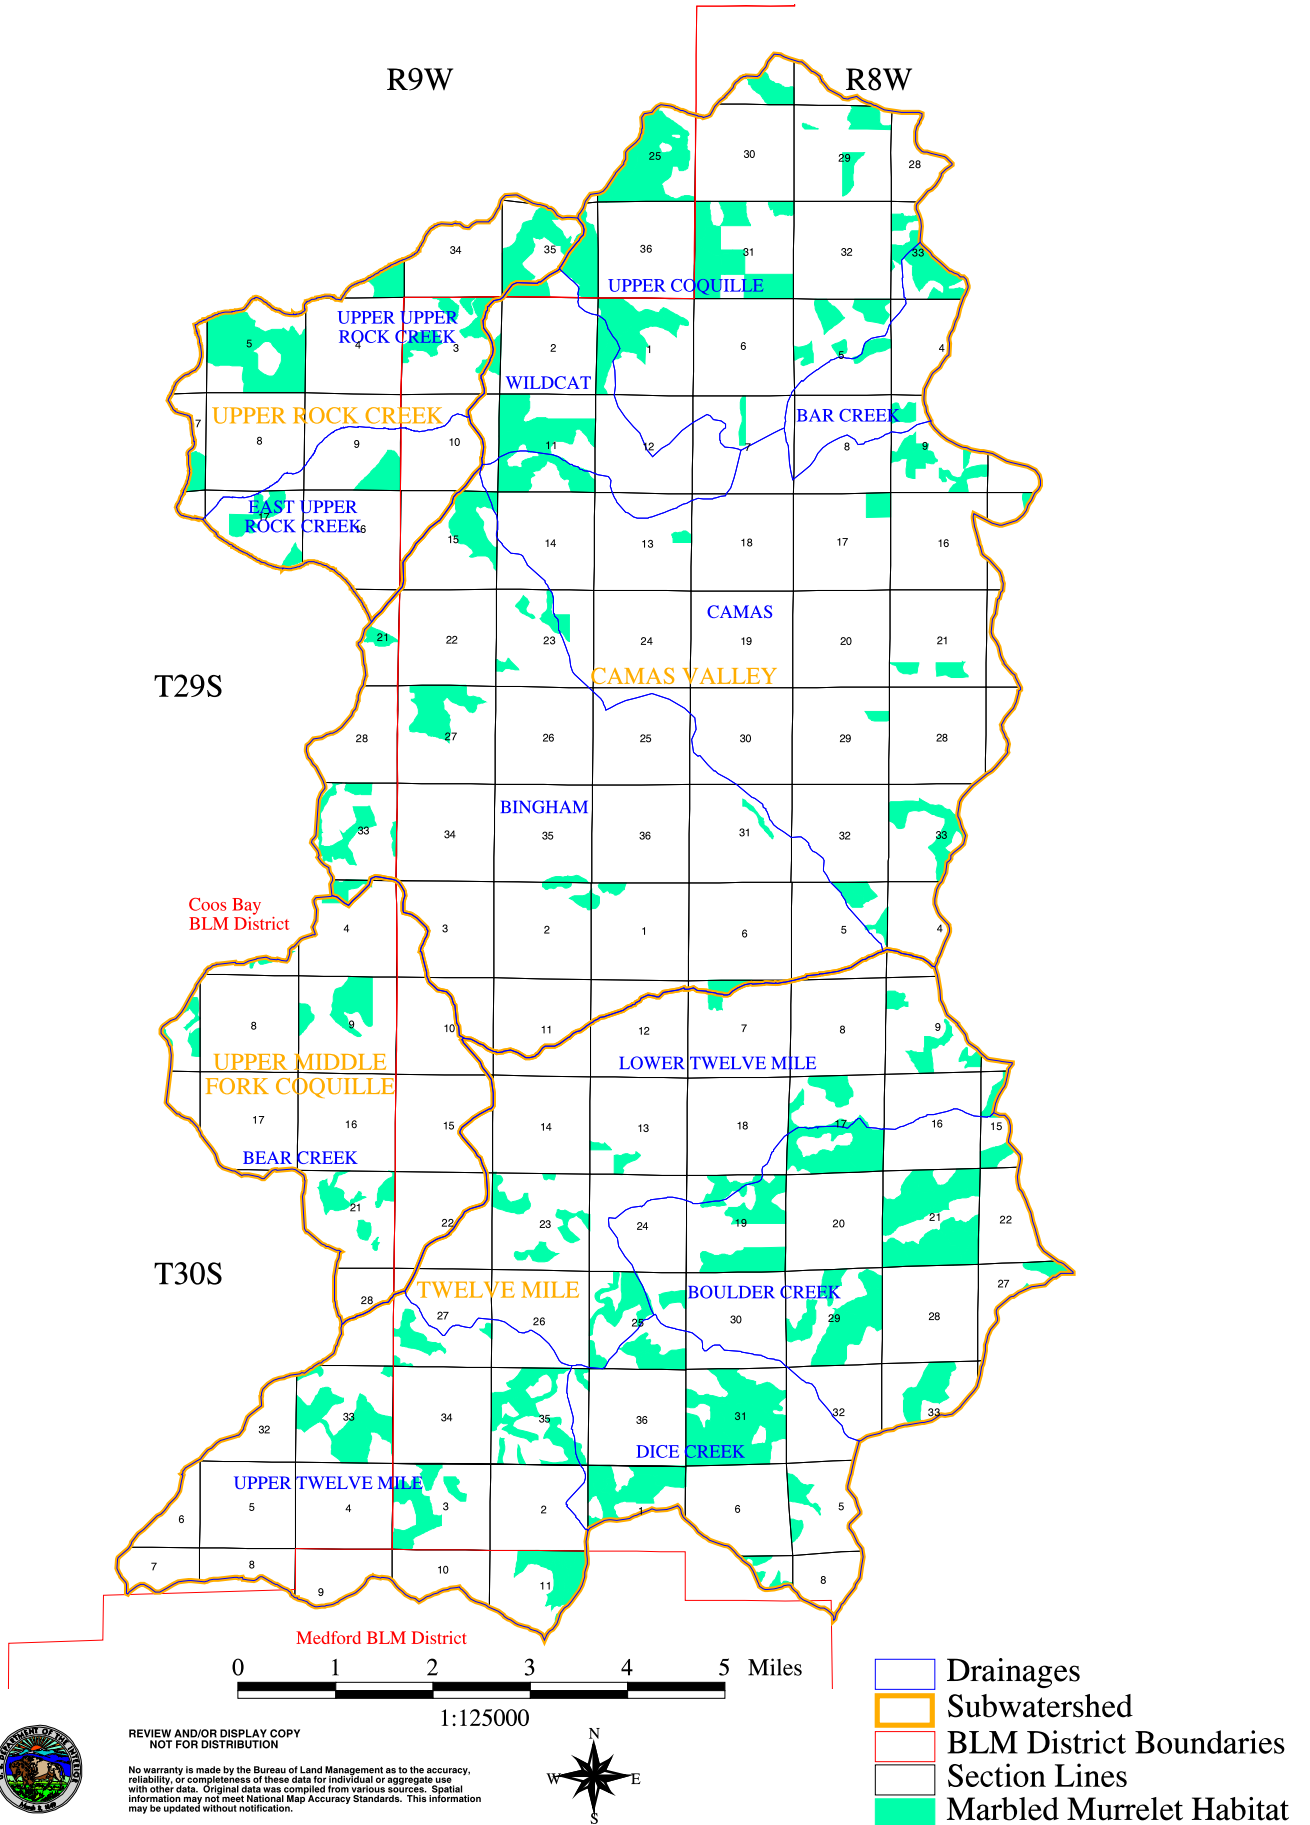 R9W
R8W
25
30
29
28
34
35
36
31
32
33
UPPER COQUILLE
UPPER UPPER
ROCK CREEK
5
4
3
2
1
6
5
4
WILDCAT
UPPER ROCK CREEK
BAR CREEK
7
8
9
10
11
12
7
8
9
EAST UPPER
ROCK CREEK
17
16
15
14
13
18
17
16
CAMAS
21
22
23
24
19
20
21
CAMAS VALLEY
T29S
28
27
26
25
30
29
28
BINGHAM
33
34
35
36
31
32
33
Coos Bay
BLM District
4
3
2
1
6
5
4
8
9
10
11
12
7
8
9
UPPER MIDDLE
FORK COQUILLE
LOWER TWELVE MILE
17
16
15
14
13
18
17
16
15
BEAR CREEK
21
22
23
24
19
20
21
22
T30S
TWELVE MILE
BOULDER CREEK
28
27
26
25
30
29
28
27
32
33
34
35
36
31
32
33
DICE CREEK
UPPER TWELVE MILE
6
5
4
3
2
1
6
5
7
8
9
10
11
8
Medford BLM District
0 1 2 3 4 5 Miles
1:125000
REVIEW AND/OR DISPLAY COPY
NOT FOR DISTRIBUTION
No warranty is made by the Bureau of Land Management as to the accuracy,
reliability, or completeness of these data for individual or aggregate use
with other data. Original data was compiled from various sources. Spatial
information may not meet National Map Accuracy Standards. This information
may be updated without notification.
N
W E
S
Drainages
Subwatershed
BLM District Boundaries
Section Lines
Marbled Murrelet Habitat